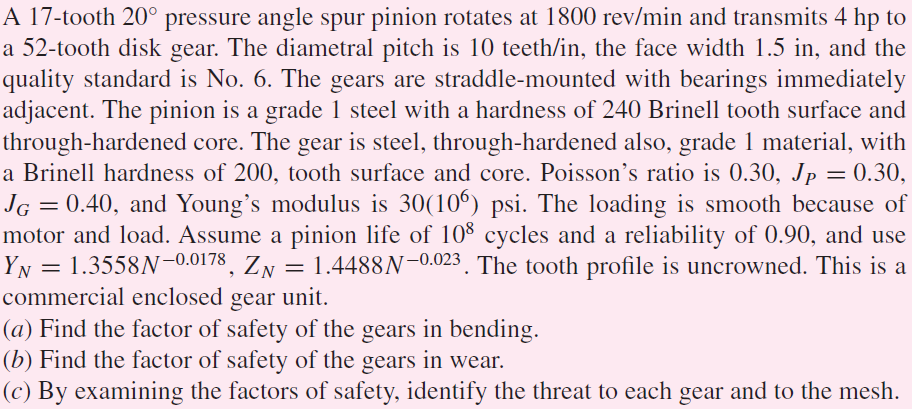 A 17-tooth 20° pressure angle spur pinion rotates at 1800 rev/min and transmits 4 hp to
a 52-tooth disk gear. The diametral pitch is 10 teeth/in, the face width 1.5 in, and the
quality standard is No. 6. The gears are straddle-mounted with bearings immediately
adjacent. The pinion is a grade 1 steel with a hardness of 240 Brinell tooth surface and
through-hardened core. The gear is steel, through-hardened also, grade 1 material, with
a Brinell hardness of 200, tooth surface and core. Poisson's ratio is 0.30, J_P = 0.30,
J_G = 0.40, and Young's modulus is 30(10⁶) psi. The loading is smooth because of
motor and load. Assume a pinion life of 10⁸ cycles and a reliability of 0.90, and use
Y_N = 1.3558N^−0.0178, Z_N = 1.4488N^−0.023. The tooth profile is uncrowned. This is a
commercial enclosed gear unit.
(a) Find the factor of safety of the gears in bending.
(b) Find the factor of safety of the gears in wear.
(c) By examining the factors of safety, identify the threat to each gear and to the mesh.